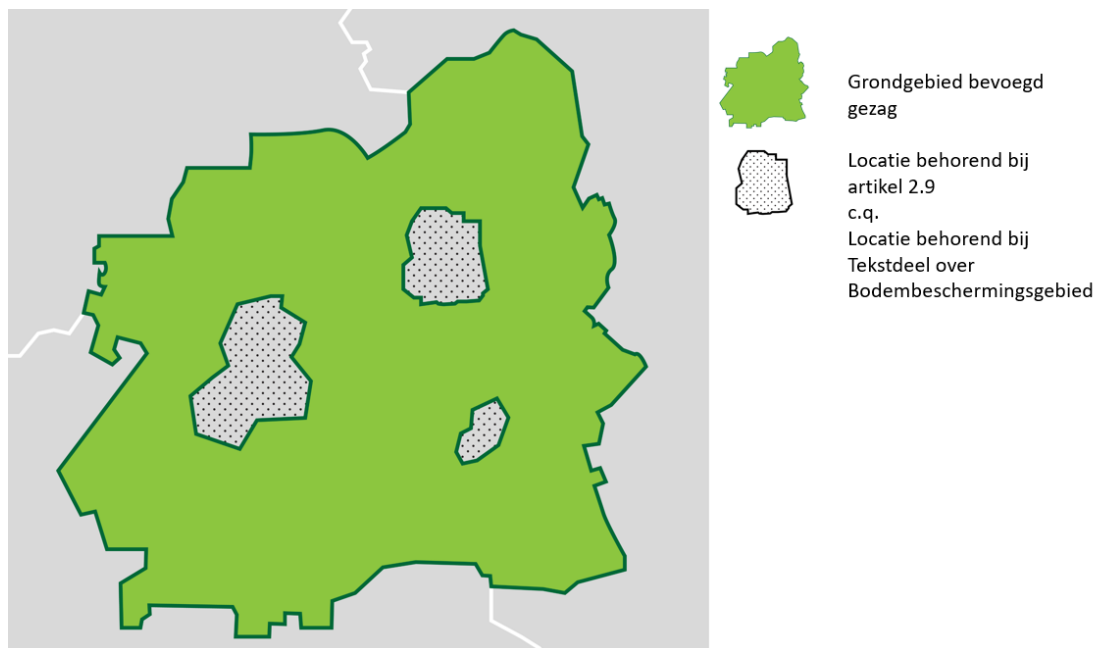 Grondgebied bevoegd
gezag
Locatie behorend bij
artikel 2.9
c.q.
Locatie behorend bij
Tekstdeel over
Bodembeschermingsgebied